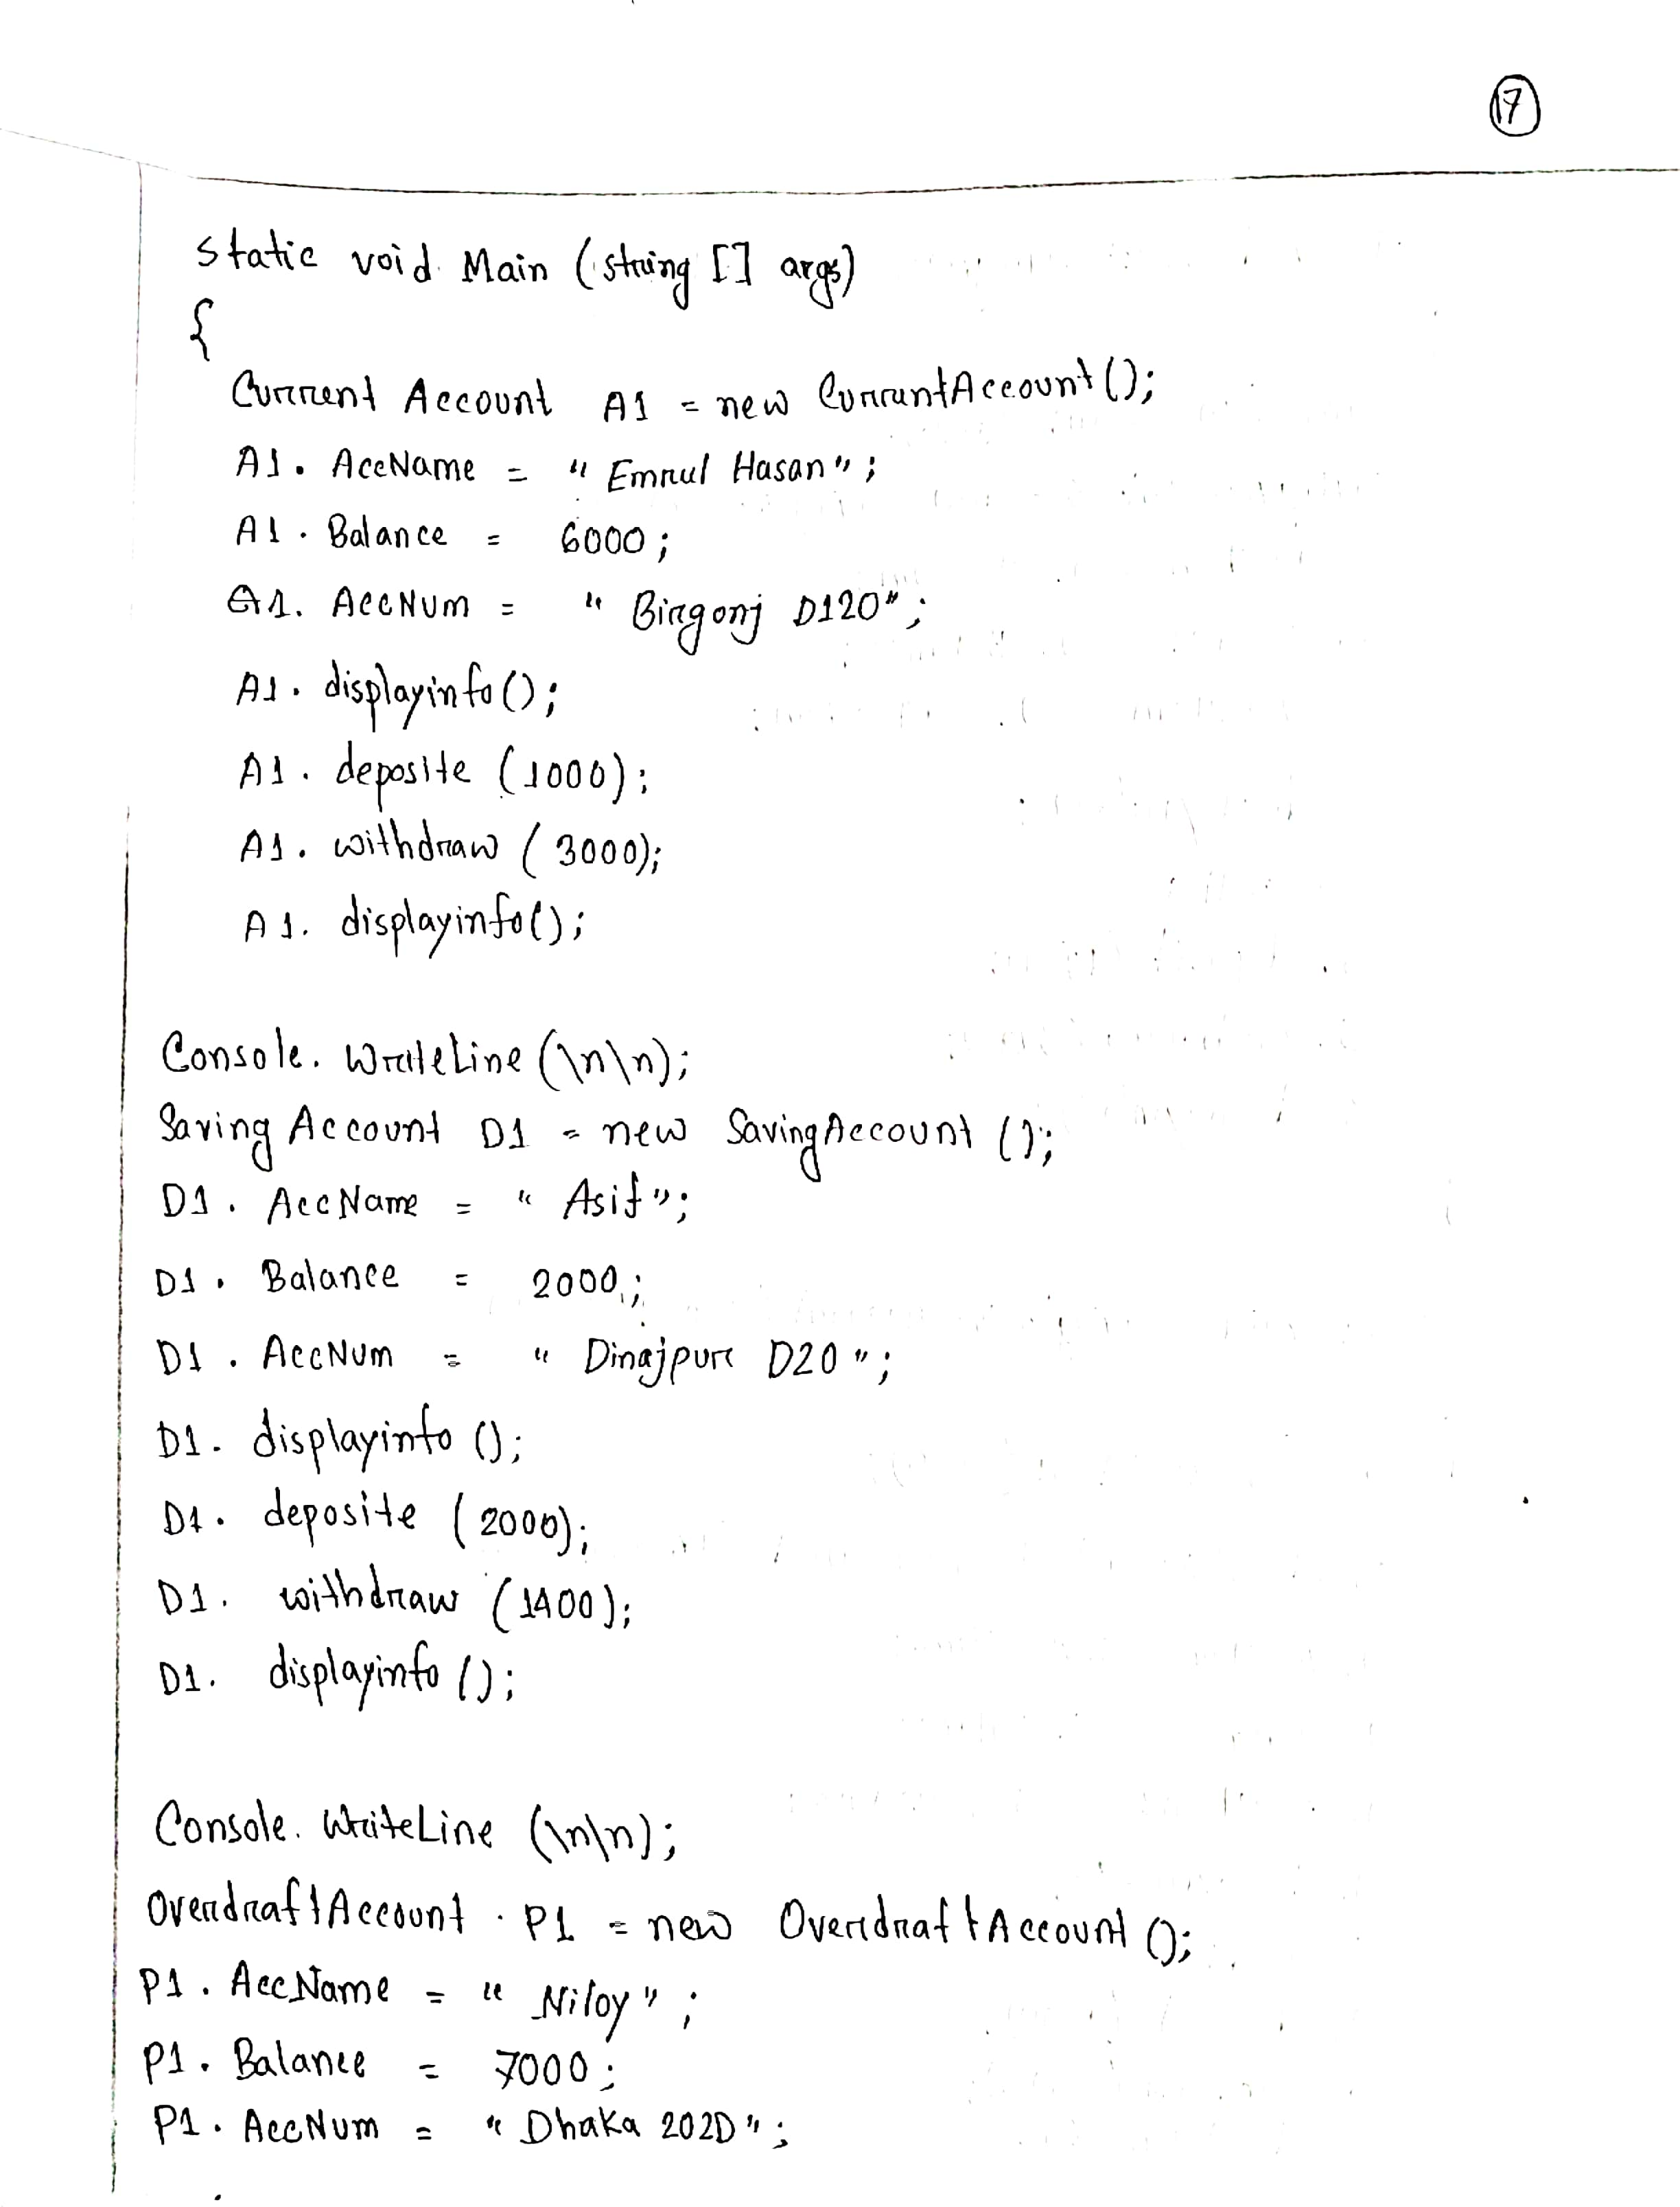 17
static void Main (string [] args)
{
Current Account A1 = new CurrentAccount();
A1. AccName = "Emrul Hasan";
A1. Balance = 6000;
A1. AccNum = "Birgonj D120";
A1. displayinfo();
A1. deposite (1000);
A1. withdraw (3000);
A1. displayinfo();
Console. WriteLine (\n\n);
Saving Account D1 = new SavingAccount ();
D1. AccName = "Asif";
D1. Balance = 2000;
D1. AccNum = "Dinajpur D20";
D1. displayinfo ();
D1. deposite (2000);
D1. withdraw (1400);
D1. displayinfo ();
Console. WriteLine (\n\n);
OverdraftAccount P1 = new OverdraftAccount ();
P1. AccName = "Niloy";
P1. Balance = 7000;
P1. AccNum = "Dhaka 202D";